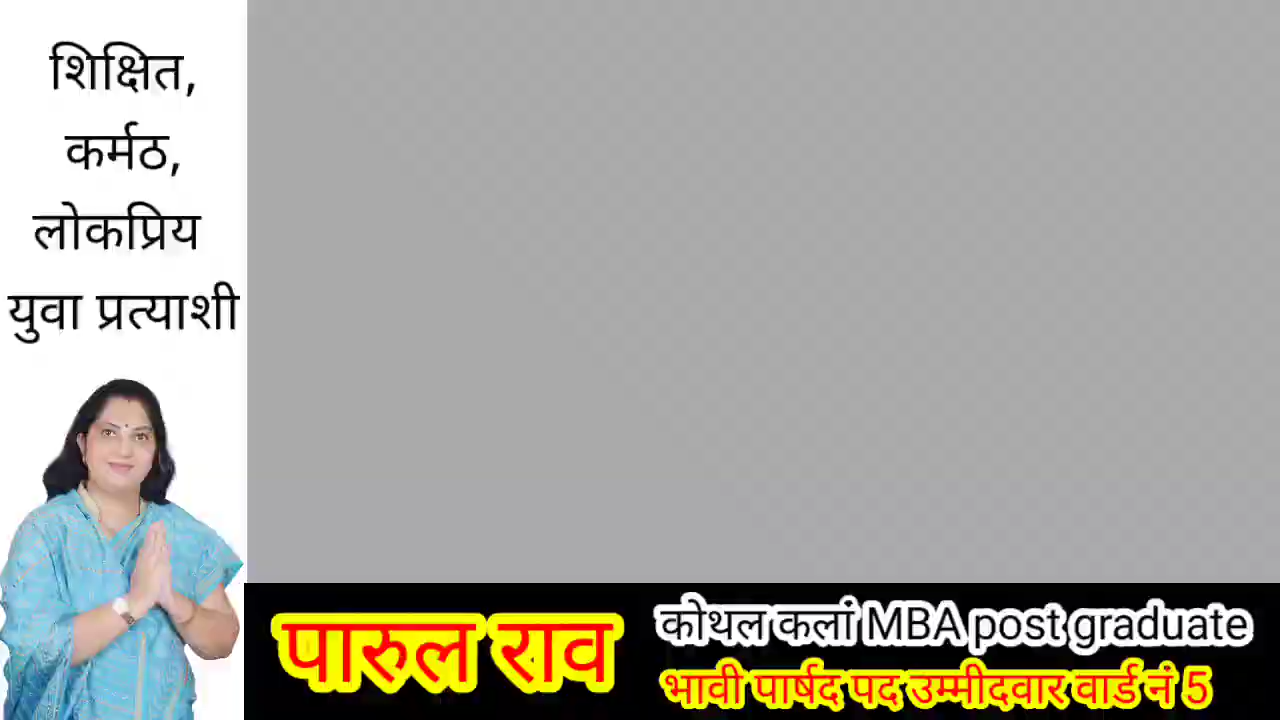 शिक्षित,
कर्मठ,
लोकप्रिय
युवा प्रत्याशी
पारुल राव
कोथल कलां MBA post graduate
भावी पार्षद पद उम्मीदवार वार्ड नं 5